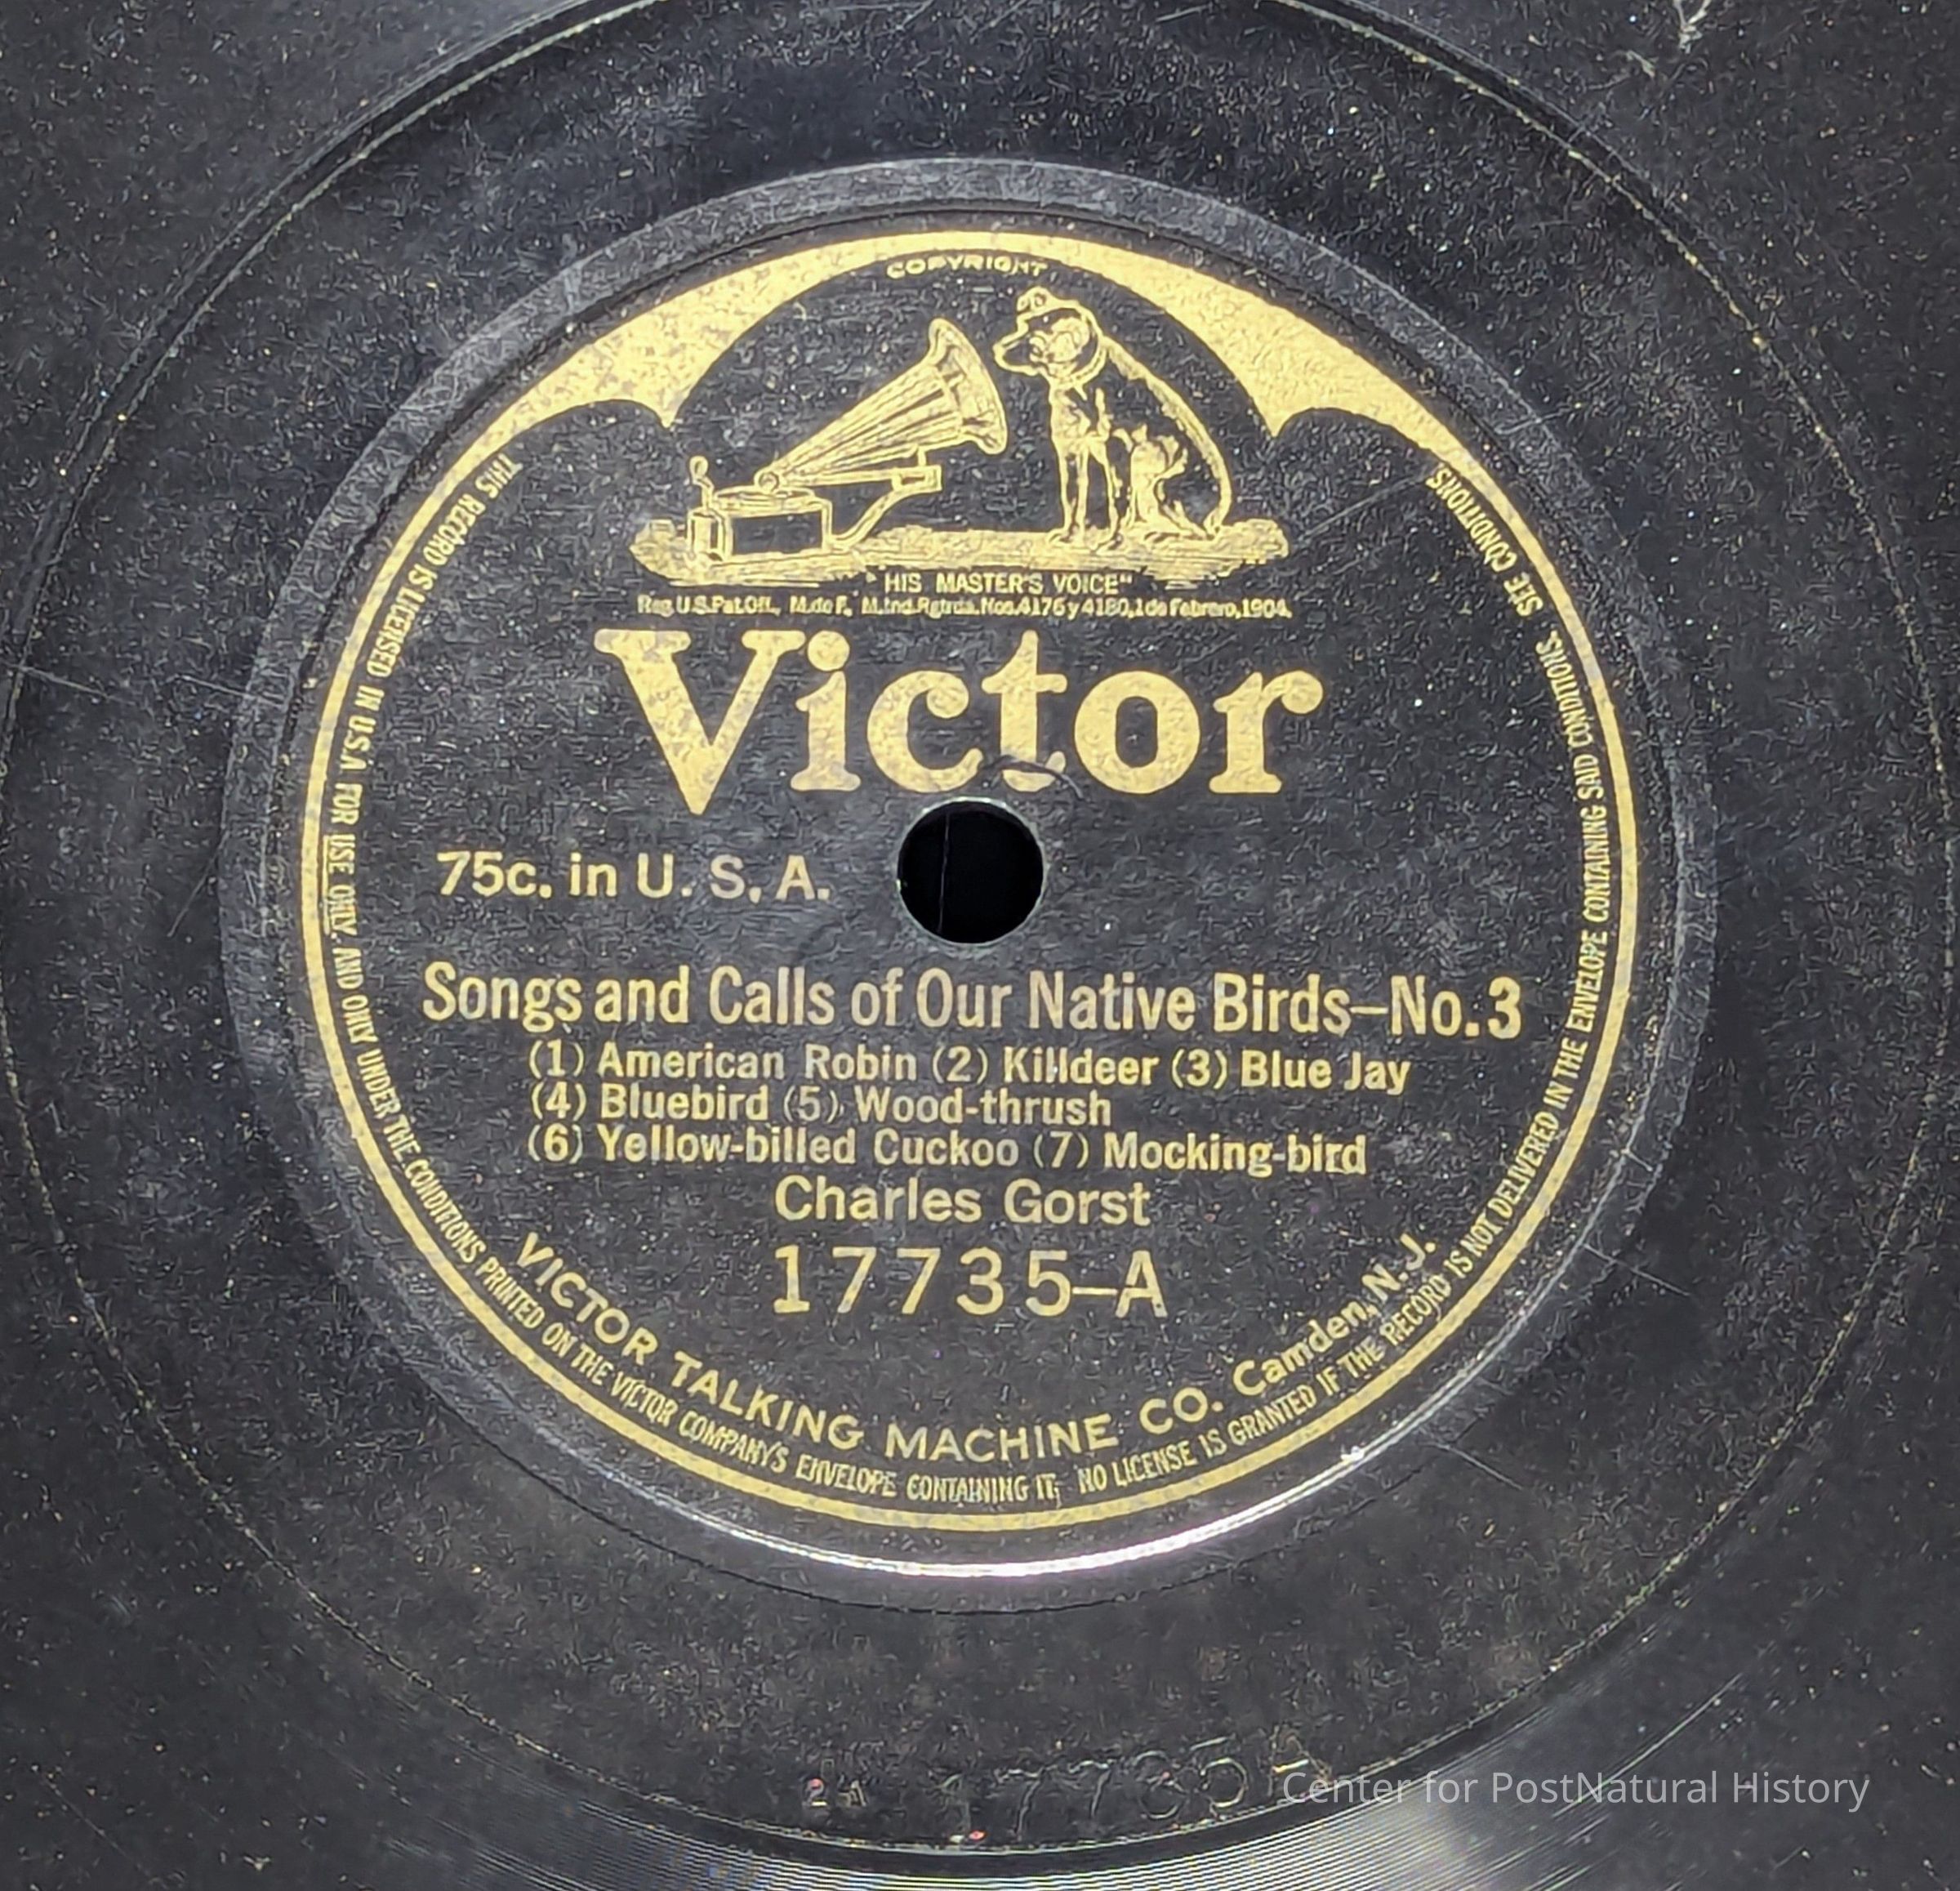 COPYRIGHT
"HIS MASTER'S VOICE"
Reg. U.S.Pat.Off., M.de F., M.Ind.Rgtrda.Nos.4176 y 4180,1 de Febrero,1904.
Victor
75c. in U. S. A.
Songs and Calls of Our Native Birds—No.3
(1) American Robin (2) Killdeer (3) Blue Jay
(4) Bluebird (5) Wood-thrush
(6) Yellow-billed Cuckoo (7) Mocking-bird
Charles Gorst
17735–A
VICTOR TALKING MACHINE CO. Camden, N.J.
THIS RECORD IS LICENSED IN U.S.A FOR USE ONLY, AND ONLY UNDER THE CONDITIONS PRINTED ON THE VICTOR COMPANY'S ENVELOPE CONTAINING IT; NO LICENSE IS GRANTED IF THE RECORD IS NOT DELIVERED IN THE ENVELOPE CONTAINING SAID CONDITIONS. SEE CONDITIONS.
17735A
Center for PostNatural History